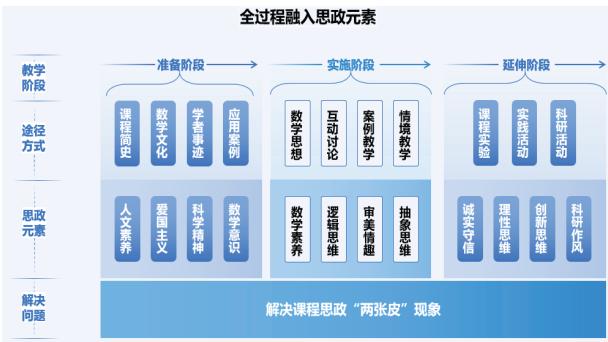 全过程融入思政元素
教学
阶段
准备阶段
实施阶段
延伸阶段
途径
方式
课程简史
数学文化
学者事迹
应用案例
数学思想
互动讨论
案例教学
情境教学
课程实验
实践活动
科研活动
思政
元素
人文素养
爱国主义
科学精神
数学意识
数学素养
逻辑思维
审美情趣
抽象思维
诚实守信
理性思维
创新思维
科研作风
解决
问题
解决课程思政“两张皮”现象